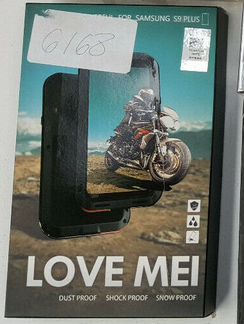 FOR SAMSUNG S9 PLUS
6168
LOVE MEI
DUST PROOF SHOCK PROOF SNOW PROOF